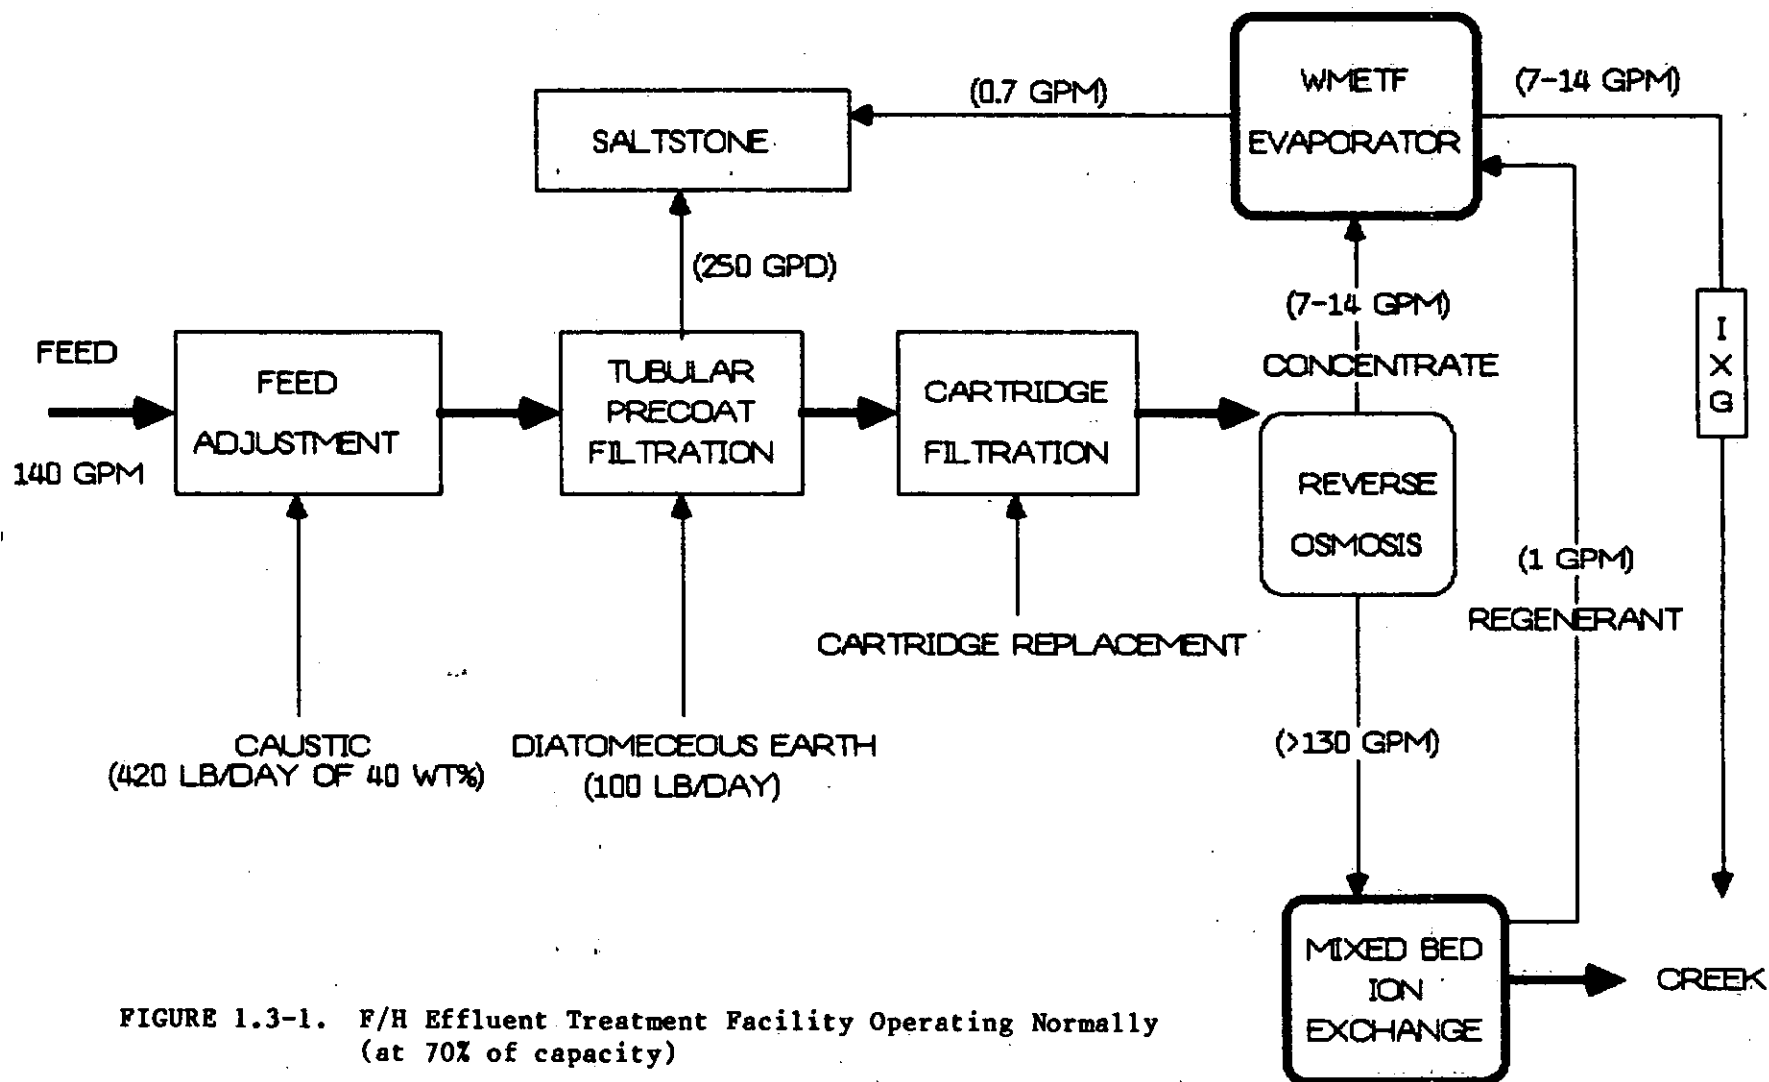 WMETF
EVAPORATOR
(0.7 GPM)
(7-14 GPM)
SALTSTONE
(250 GPD)
(7-14 GPM)
CONCENTRATE
I
X
G
FEED
140 GPM
FEED
ADJUSTMENT
TUBULAR
PRECOAT
FILTRATION
CARTRIDGE
FILTRATION
REVERSE
OSMOSIS
(1 GPM)
REGENERANT
CARTRIDGE REPLACEMENT
CAUSTIC
(420 LB/DAY OF 40 WT%)
DIATOMECEOUS EARTH
(100 LB/DAY)
(>130 GPM)
MIXED BED
ION
EXCHANGE
CREEK
FIGURE 1.3-1. F/H Effluent Treatment Facility Operating Normally
(at 70% of capacity)